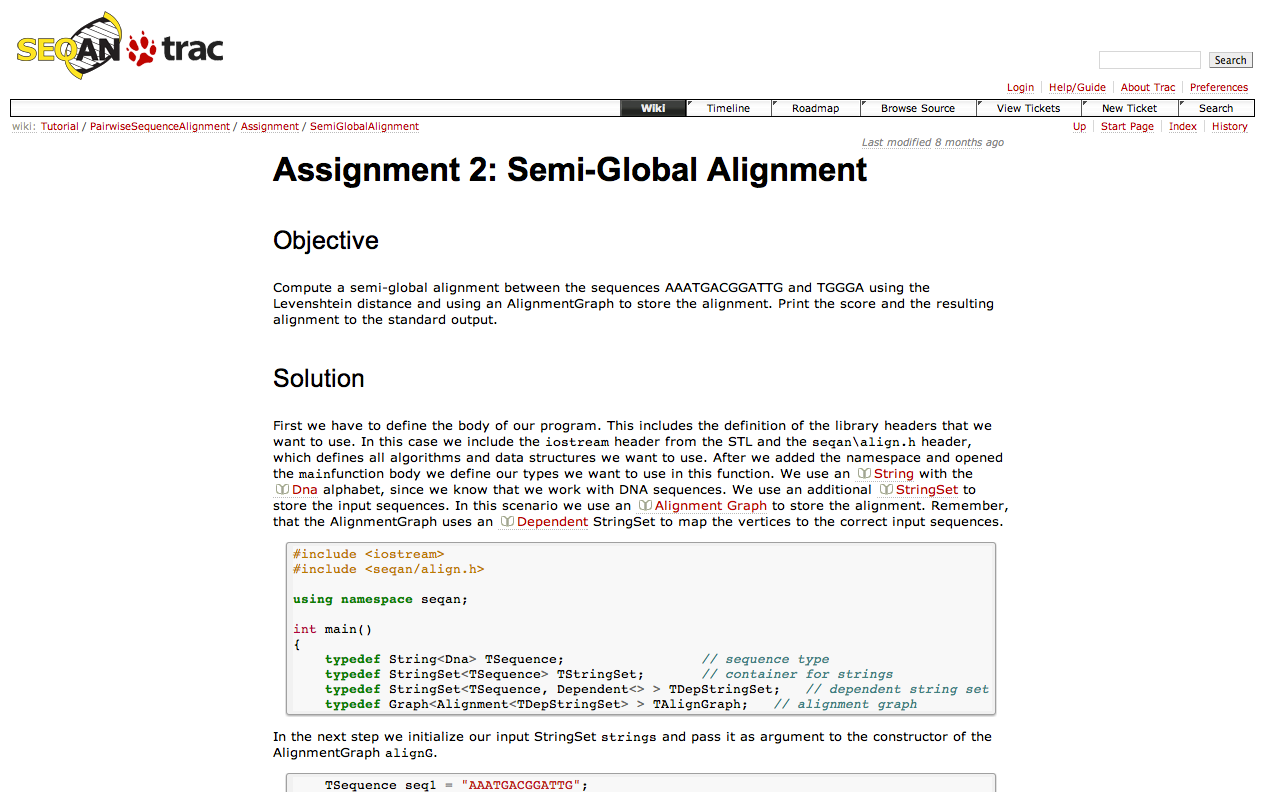 SEQAN trac
Search
Login Help/Guide About Trac Preferences
Wiki Timeline Roadmap Browse Source View Tickets New Ticket Search
wiki: Tutorial / PairwiseSequenceAlignment / Assignment / SemiGlobalAlignment
Up Start Page Index History
Last modified 8 months ago
Assignment 2: Semi-Global Alignment
Objective
Compute a semi-global alignment between the sequences AAATGACGGATTG and TGGGA using the
Levenshtein distance and using an AlignmentGraph to store the alignment. Print the score and the resulting
alignment to the standard output.
Solution
First we have to define the body of our program. This includes the definition of the library headers that we
want to use. In this case we include the iostream header from the STL and the seqan\align.h header,
which defines all algorithms and data structures we want to use. After we added the namespace and opened
the mainfunction body we define our types we want to use in this function. We use an String with the
Dna alphabet, since we know that we work with DNA sequences. We use an additional StringSet to
store the input sequences. In this scenario we use an Alignment Graph to store the alignment. Remember,
that the AlignmentGraph uses an Dependent StringSet to map the vertices to the correct input sequences.
#include <iostream>
#include <seqan/align.h>
using namespace seqan;
int main()
{
typedef String<Dna> TSequence; // sequence type
typedef StringSet<TSequence> TStringSet; // container for strings
typedef StringSet<TSequence, Dependent<> > TDepStringSet; // dependent string set
typedef Graph<Alignment<TDepStringSet> > TAlignGraph; // alignment graph
In the next step we initialize our input StringSet strings and pass it as argument to the constructor of the
AlignmentGraph alignG.
TSequence seq1 = "AAATGACGGATTG";